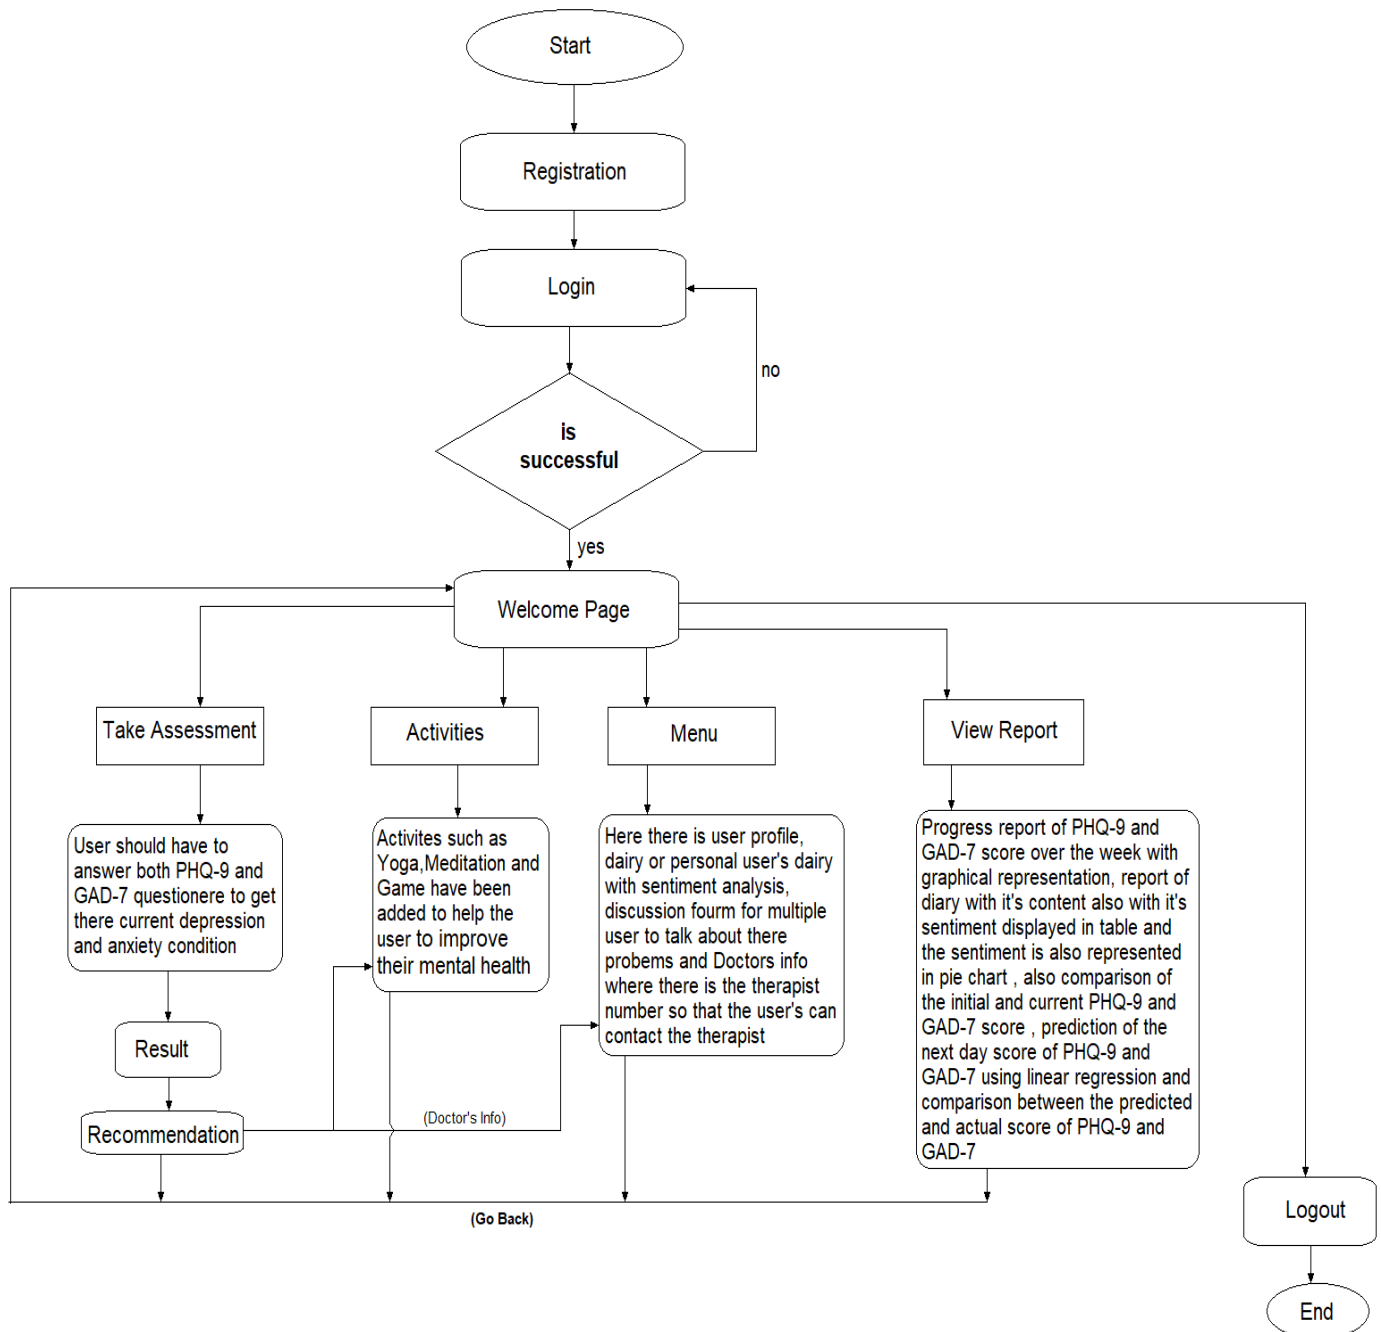 Start
Registration
Login
no
is
successful
yes
Welcome Page
Take Assessment
Activities
Menu
View Report
User should have to
answer both PHQ-9 and
GAD-7 questionere to get
there current depression
and anxiety condition
Activites such as
Yoga,Meditation and
Game have been
added to help the
user to improve
their mental health
Here there is user profile,
dairy or personal user's dairy
with sentiment analysis,
discussion fourm for multiple
user to talk about there
probems and Doctors info
where there is the therapist
number so that the user's can
contact the therapist
Progress report of PHQ-9 and
GAD-7 score over the week with
graphical representation, report of
diary with it's content also with it's
sentiment displayed in table and
the sentiment is also represented
in pie chart , also comparison of
the initial and current PHQ-9 and
GAD-7 score , prediction of the
next day score of PHQ-9 and
GAD-7 using linear regression and
comparison between the predicted
and actual score of PHQ-9 and
GAD-7
Result
Recommendation
(Doctor's Info)
(Go Back)
Logout
End